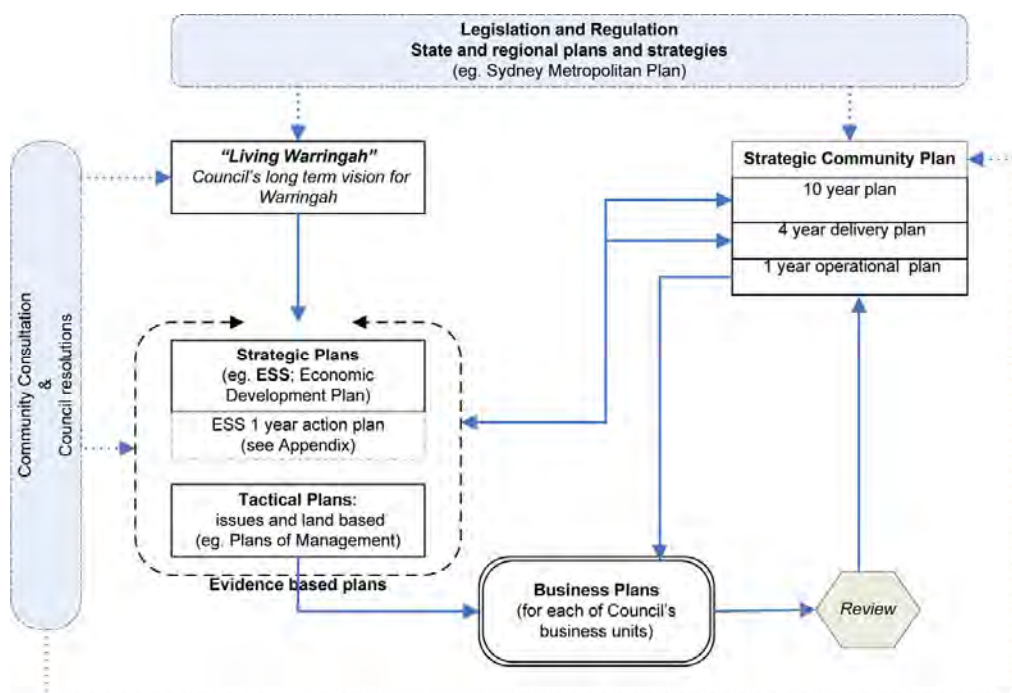 Legislation and Regulation
State and regional plans and strategies
(eg. Sydney Metropolitan Plan)
Community Consultation
&
Council resolutions
“Living Warringah”
Council’s long term vision for
Warringah
Strategic Community Plan
10 year plan
4 year delivery plan
1 year operational plan
Strategic Plans
(eg. ESS; Economic
Development Plan)
ESS 1 year action plan
(see Appendix)
Tactical Plans:
issues and land based
(eg. Plans of Management)
Evidence based plans
Business Plans
(for each of Council’s
business units)
Review